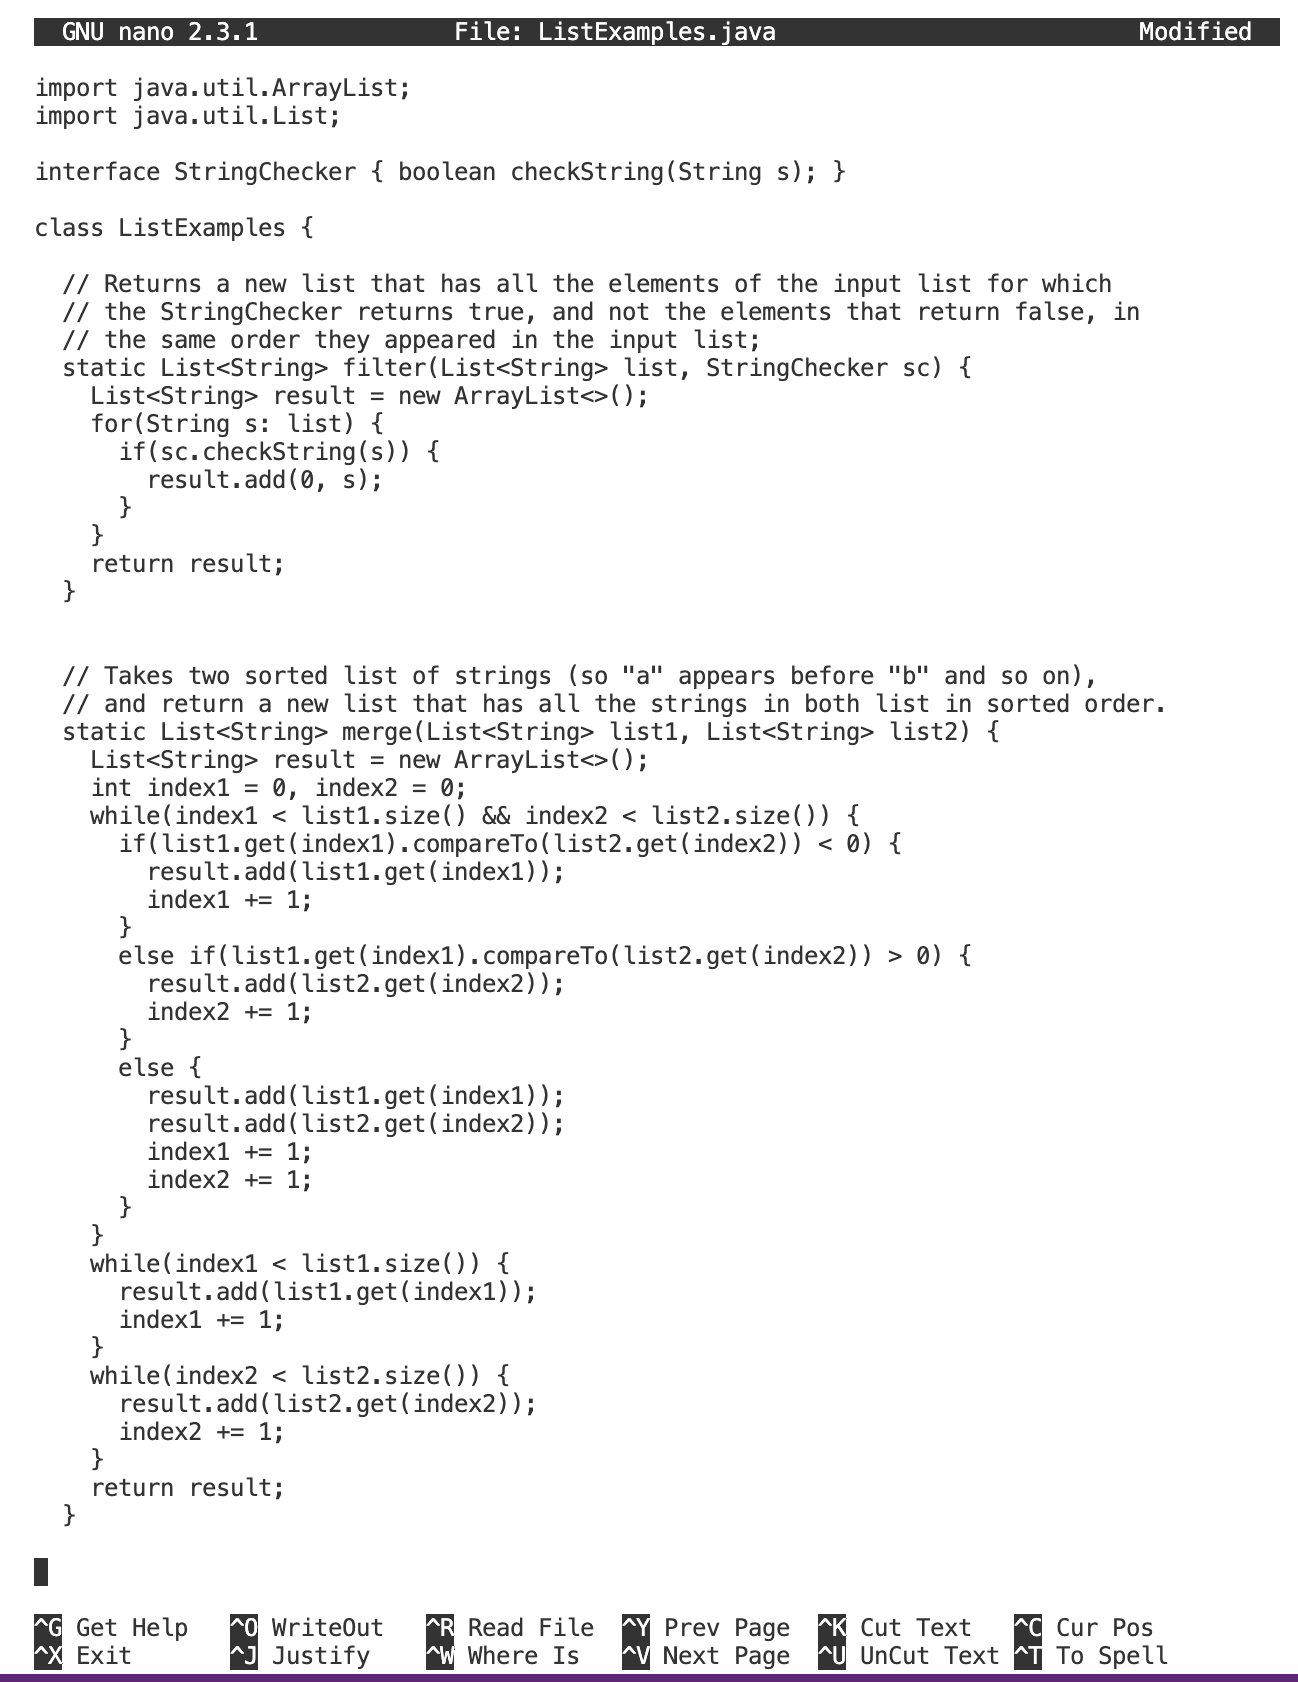 GNU nano 2.3.1 File: ListExamples.java Modified
import java.util.ArrayList;
import java.util.List;
interface StringChecker { boolean checkString(String s); }
class ListExamples {
  // Returns a new list that has all the elements of the input list for which
  // the StringChecker returns true, and not the elements that return false, in
  // the same order they appeared in the input list;
  static List<String> filter(List<String> list, StringChecker sc) {
    List<String> result = new ArrayList<>();
    for(String s: list) {
      if(sc.checkString(s)) {
        result.add(0, s);
      }
    }
    return result;
  }
  // Takes two sorted list of strings (so "a" appears before "b" and so on),
  // and return a new list that has all the strings in both list in sorted order.
  static List<String> merge(List<String> list1, List<String> list2) {
    List<String> result = new ArrayList<>();
    int index1 = 0, index2 = 0;
    while(index1 < list1.size() && index2 < list2.size()) {
      if(list1.get(index1).compareTo(list2.get(index2)) < 0) {
        result.add(list1.get(index1));
        index1 += 1;
      }
      else if(list1.get(index1).compareTo(list2.get(index2)) > 0) {
        result.add(list2.get(index2));
        index2 += 1;
      }
      else {
        result.add(list1.get(index1));
        result.add(list2.get(index2));
        index1 += 1;
        index2 += 1;
      }
    }
    while(index1 < list1.size()) {
      result.add(list1.get(index1));
      index1 += 1;
    }
    while(index2 < list2.size()) {
      result.add(list2.get(index2));
      index2 += 1;
    }
    return result;
  }
^G Get Help ^O WriteOut ^R Read File ^Y Prev Page ^K Cut Text ^C Cur Pos
^X Exit ^J Justify ^W Where Is ^V Next Page ^U UnCut Text ^T To Spell